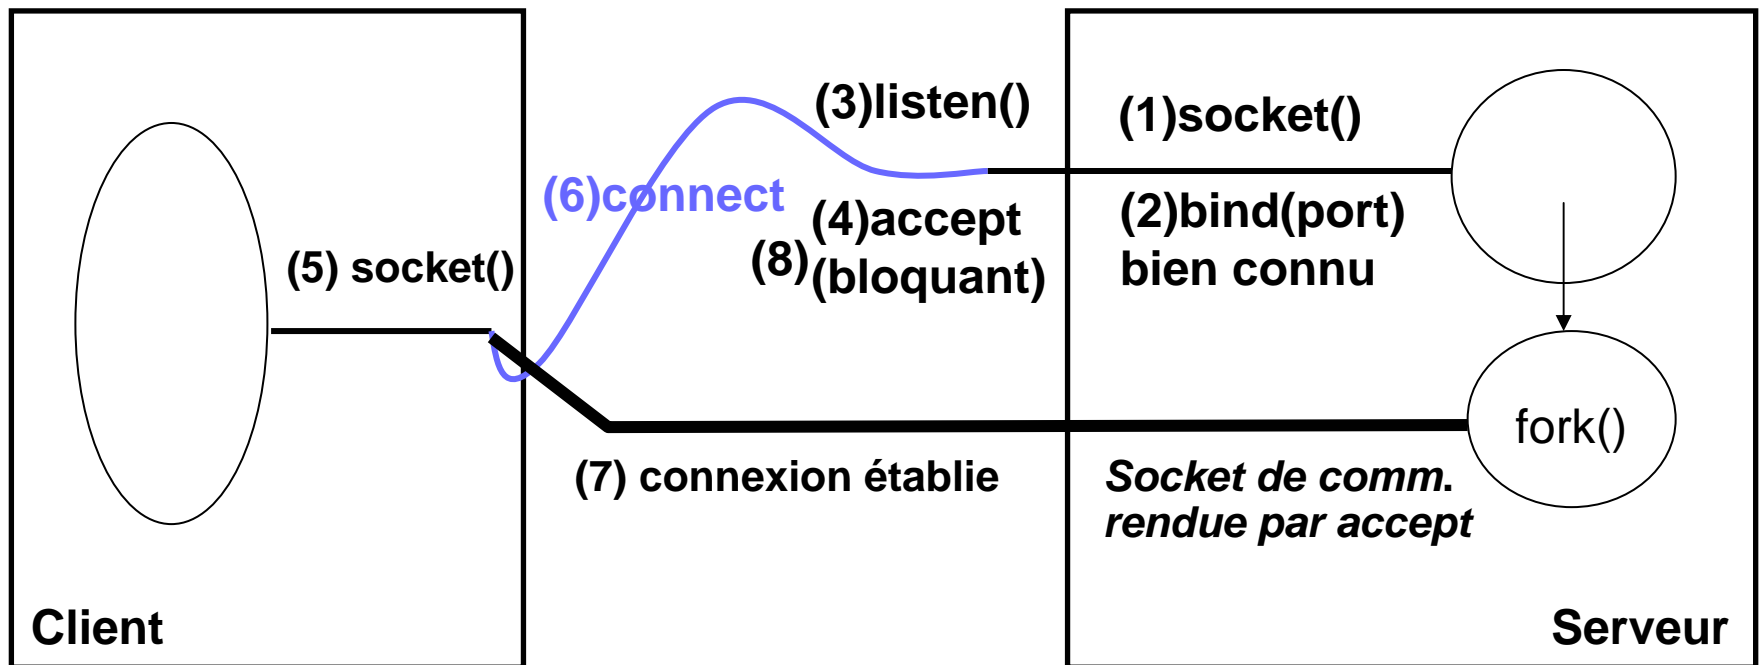 (3)listen()
(1)socket()
(6)connect
(4)accept
(2)bind(port)
(5) socket()
(8)
(bloquant)
bien connu
fork()
(7) connexion établie
Socket de comm.
rendue par accept
Client
Serveur